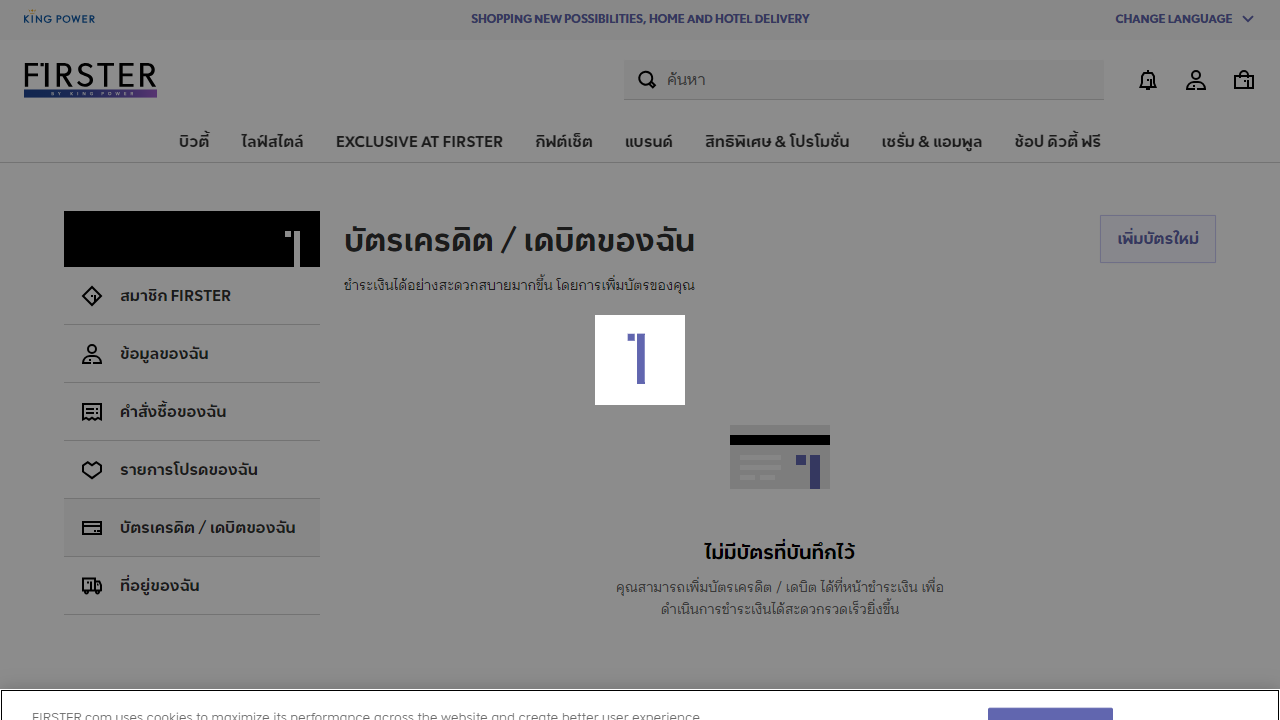 KING POWER
SHOPPING NEW POSSIBILITIES, HOME AND HOTEL DELIVERY
CHANGE LANGUAGE
FIRSTER
BY KING POWER
ค้นหา
บิวตี้
ไลฟ์สไตล์
EXCLUSIVE AT FIRSTER
กิฟต์เซ็ต
แบรนด์
สิทธิพิเศษ & โปรโมชั่น
เซรั่ม & แอมพูล
ช้อป ดิวตี้ ฟรี
บัตรเครดิต / เดบิตของฉัน
เพิ่มบัตรใหม่
ชำระเงินได้อย่างสะดวกสบายมากขึ้น โดยการเพิ่มบัตรของคุณ
สมาชิก FIRSTER
ข้อมูลของฉัน
คำสั่งซื้อของฉัน
รายการโปรดของฉัน
บัตรเครดิต / เดบิตของฉัน
ที่อยู่ของฉัน
ไม่มีบัตรที่บันทึกไว้
คุณสามารถเพิ่มบัตรเครดิต / เดบิต ได้ที่หน้าชำระเงิน เพื่อ
ดำเนินการชำระเงินได้สะดวกรวดเร็วยิ่งขึ้น
FIRSTER.com uses cookies to maximize its performance across the website and create better user experience.